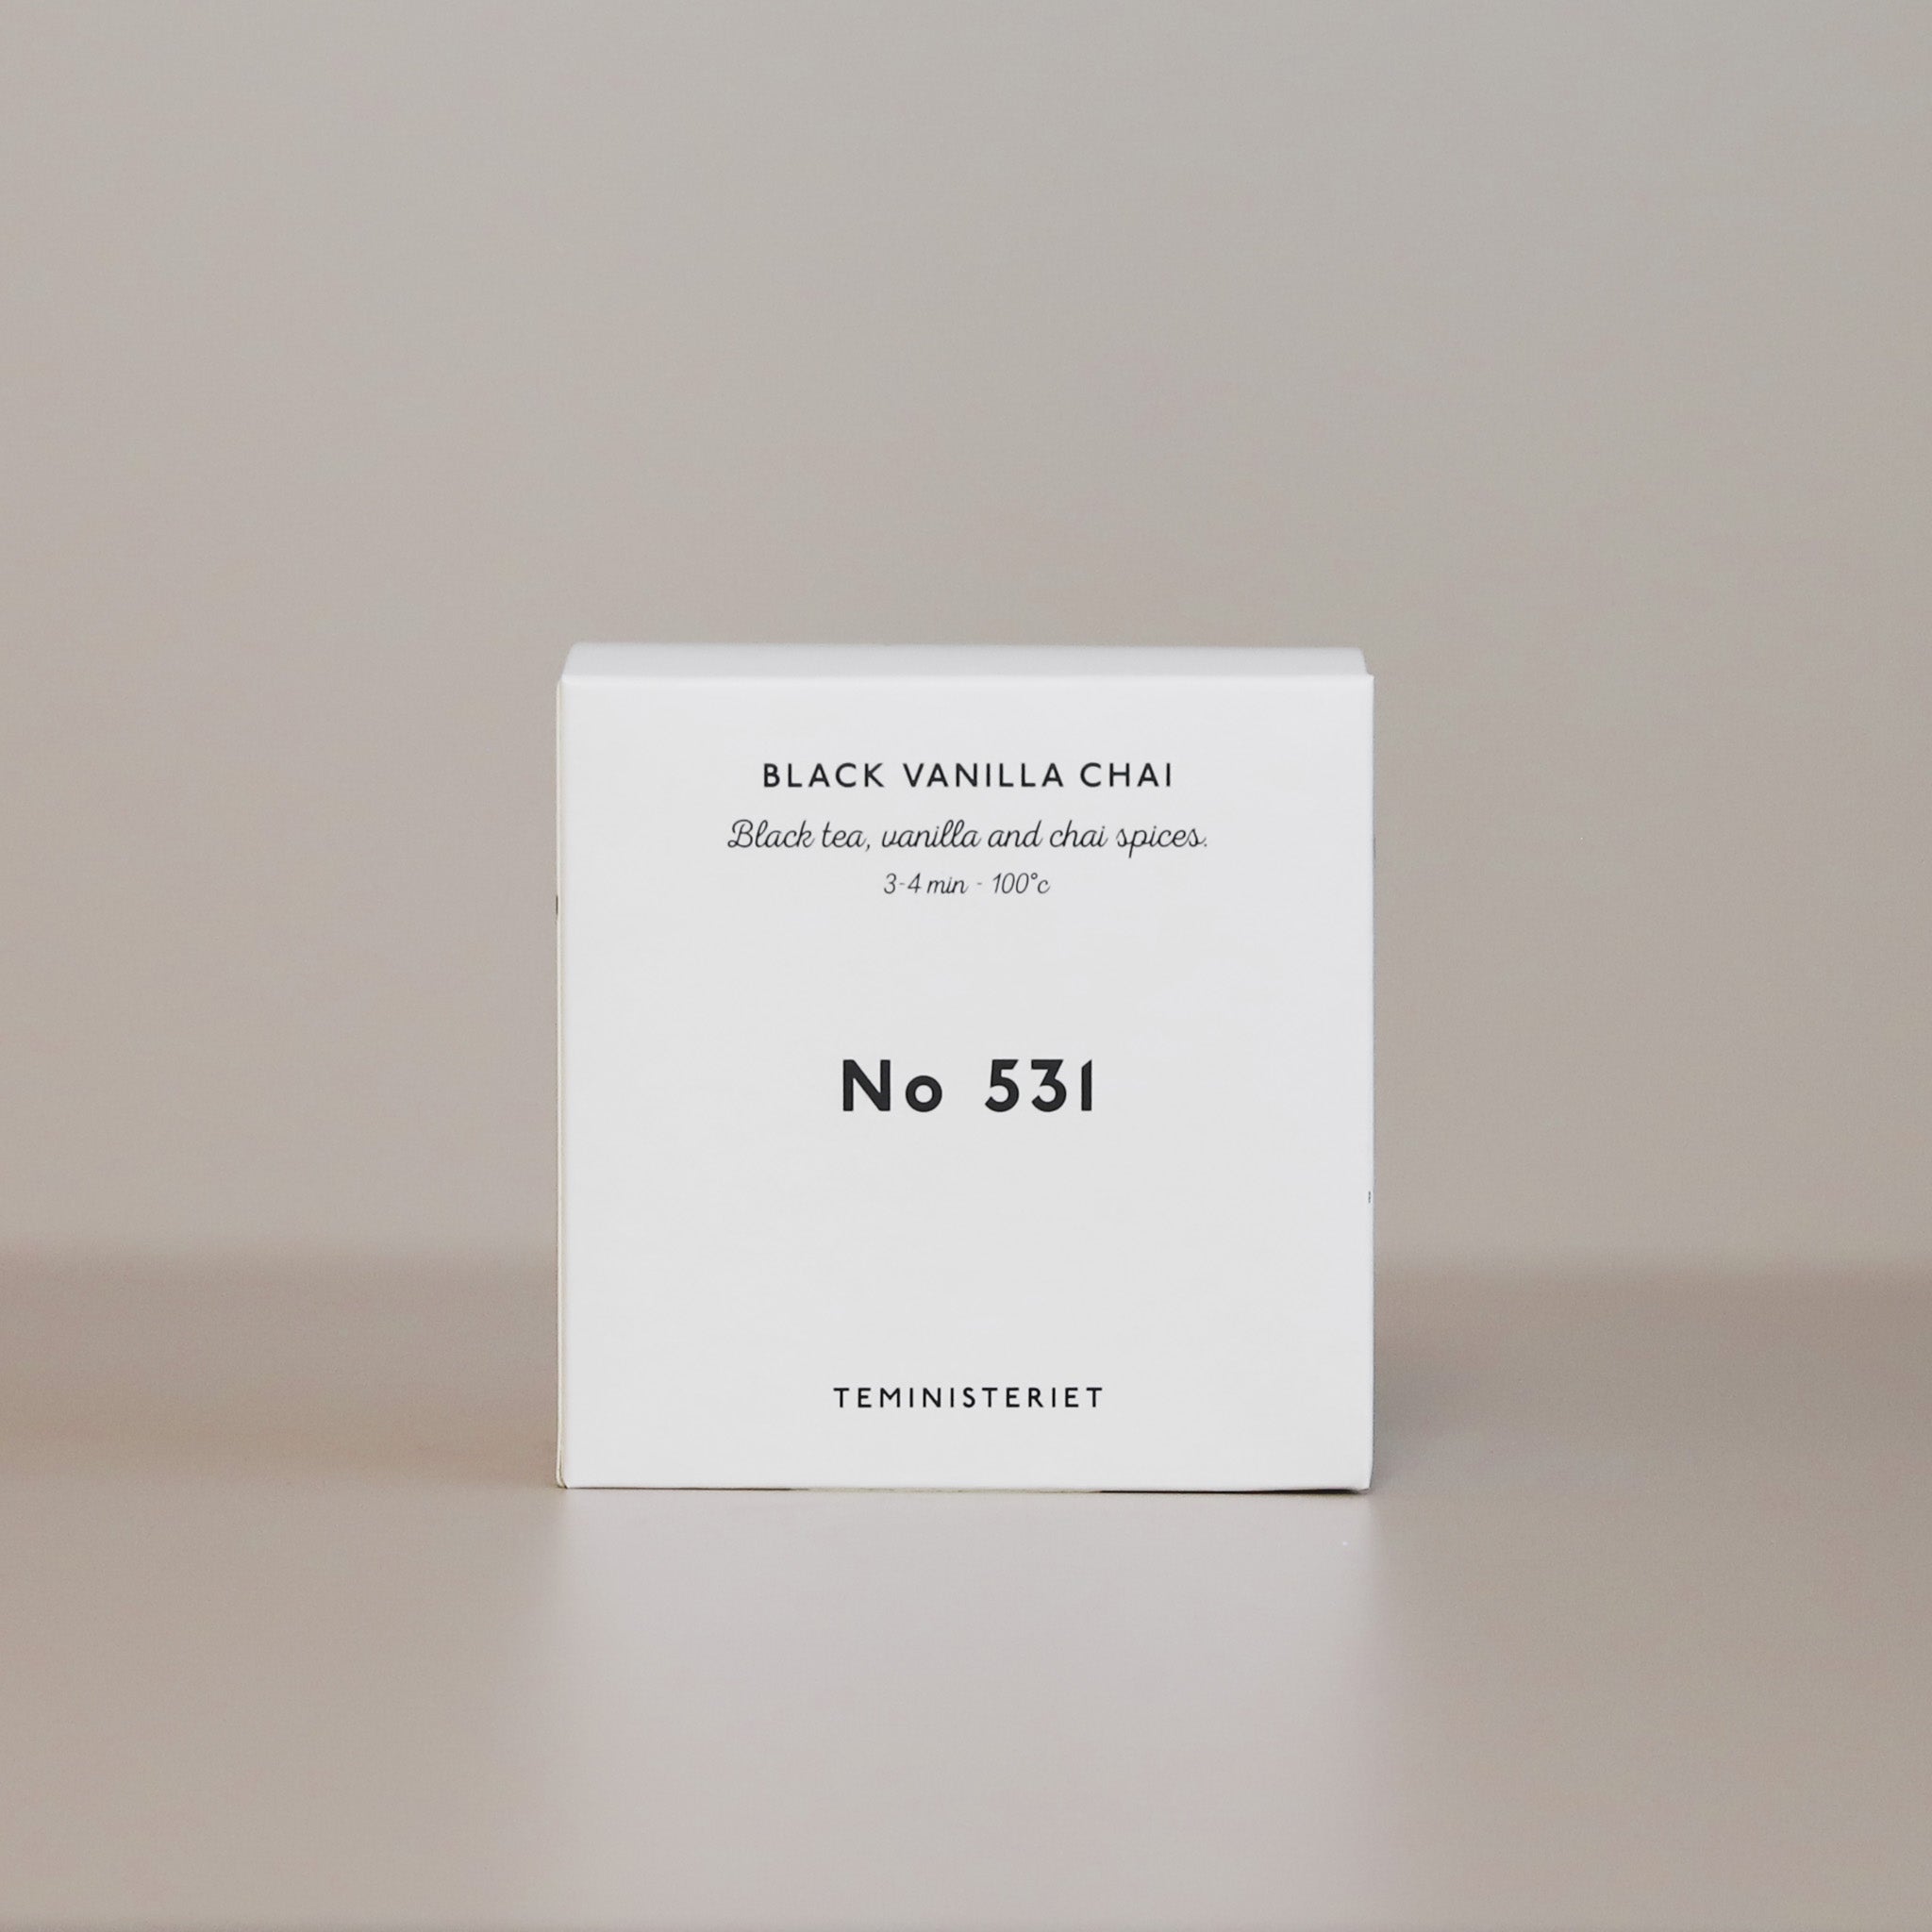 BLACK VANILLA CHAI
Black tea, vanilla and chai spices.
3-4 min - 100°c
No 531
TEMINISTERIET